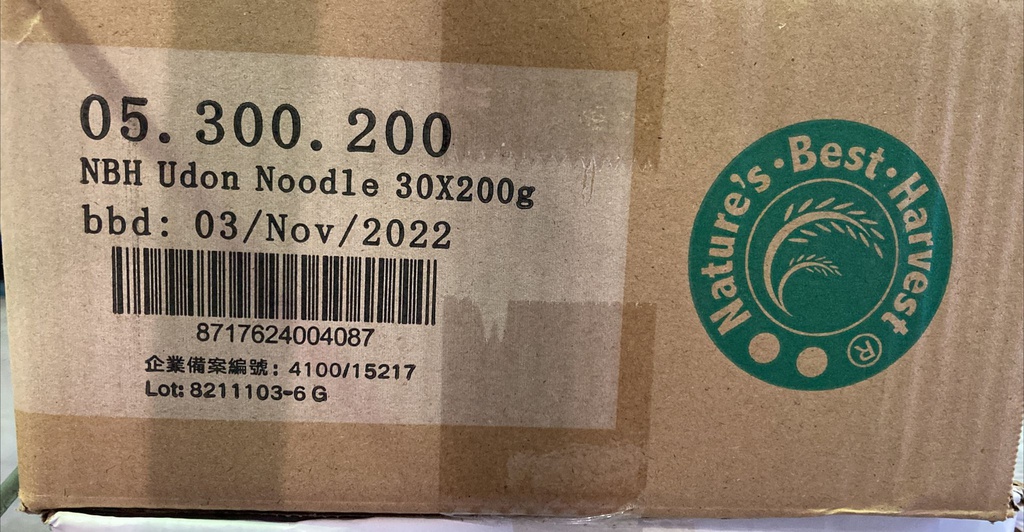 05.300.200
NBH Udon Noodle 30X200g
bbd: 03/Nov/2022
8717624004087
企業備案編號: 4100/15217
Lot: 8211103-6 G
Nature's·Best·Harvest ®